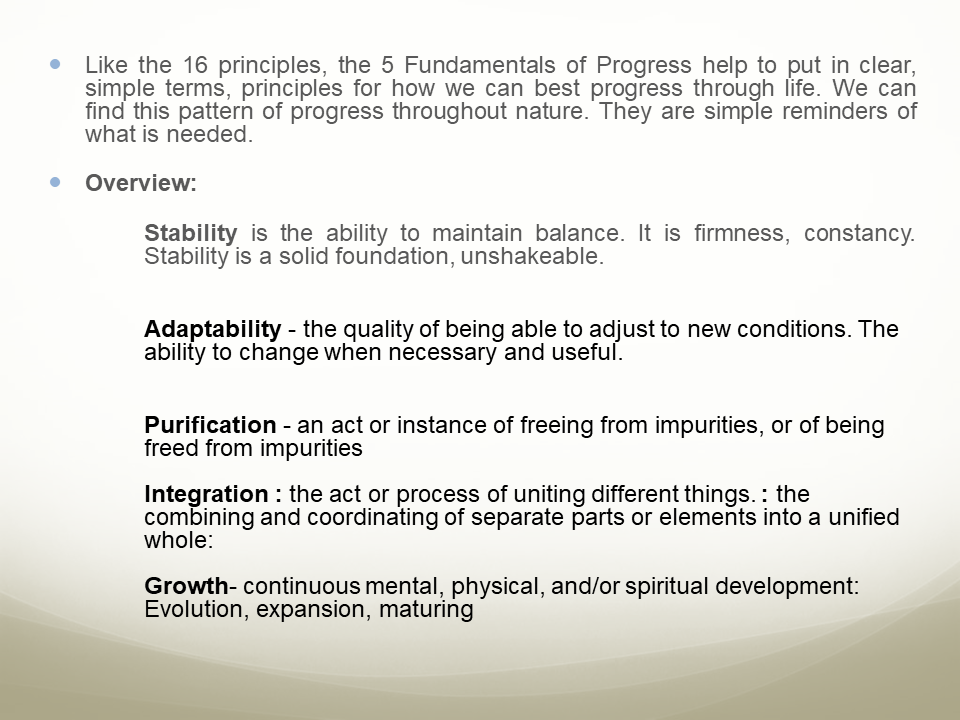 Like the 16 principles, the 5 Fundamentals of Progress help to put in clear,
simple terms, principles for how we can best progress through life. We can
find this pattern of progress throughout nature. They are simple reminders of
what is needed.
Overview:
Stability is the ability to maintain balance. It is firmness, constancy.
Stability is a solid foundation, unshakeable.
Adaptability - the quality of being able to adjust to new conditions. The
ability to change when necessary and useful.
Purification - an act or instance of freeing from impurities, or of being
freed from impurities
Integration : the act or process of uniting different things. : the
combining and coordinating of separate parts or elements into a unified
whole:
Growth- continuous mental, physical, and/or spiritual development:
Evolution, expansion, maturing